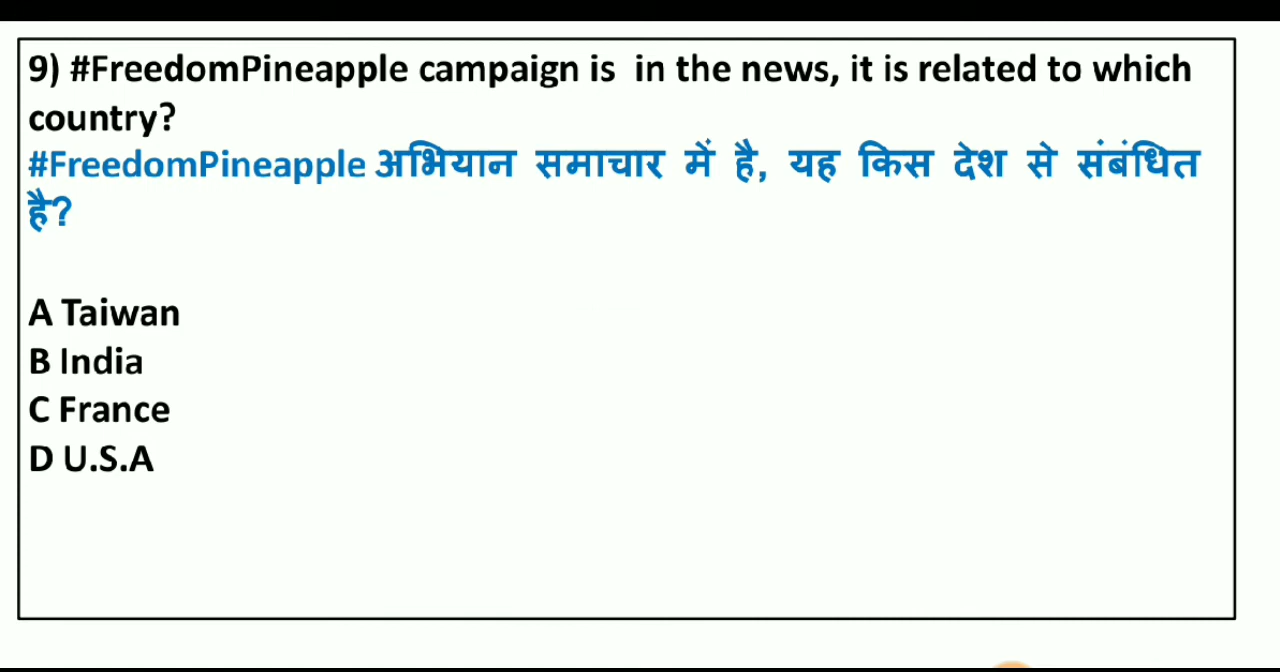 9) #FreedomPineapple campaign is in the news, it is related to which
country?
#FreedomPineapple अभियान समाचार में है, यह किस देश से संबंधित
है?
A Taiwan
B India
C France
D U.S.A